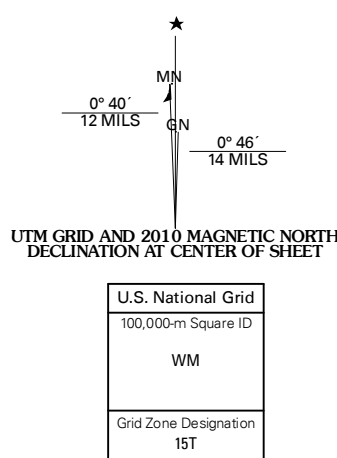 MN
0° 40´
12 MILS
GN
0° 46´
14 MILS
UTM GRID AND 2010 MAGNETIC NORTH
DECLINATION AT CENTER OF SHEET
U.S. National Grid
100,000-m Square ID
WM
Grid Zone Designation
15T